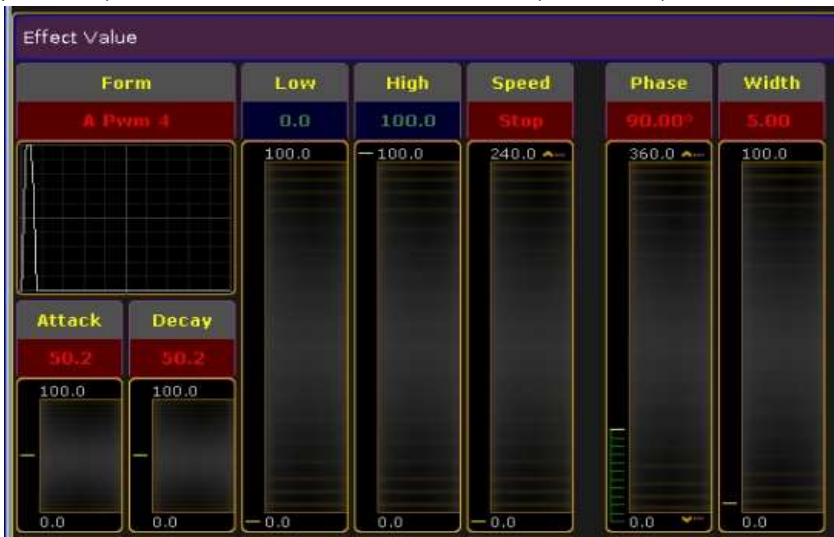 Effect Value
Form Low High Speed Phase Width
A Pwm 4 0.0 100.0 Stop 90.00° 5.00
100.0 100.0 240.0 360.0 100.0
Attack Decay
50.2 50.2
100.0 100.0
0.0 0.0 0.0 0.0 0.0 0.0 0.0